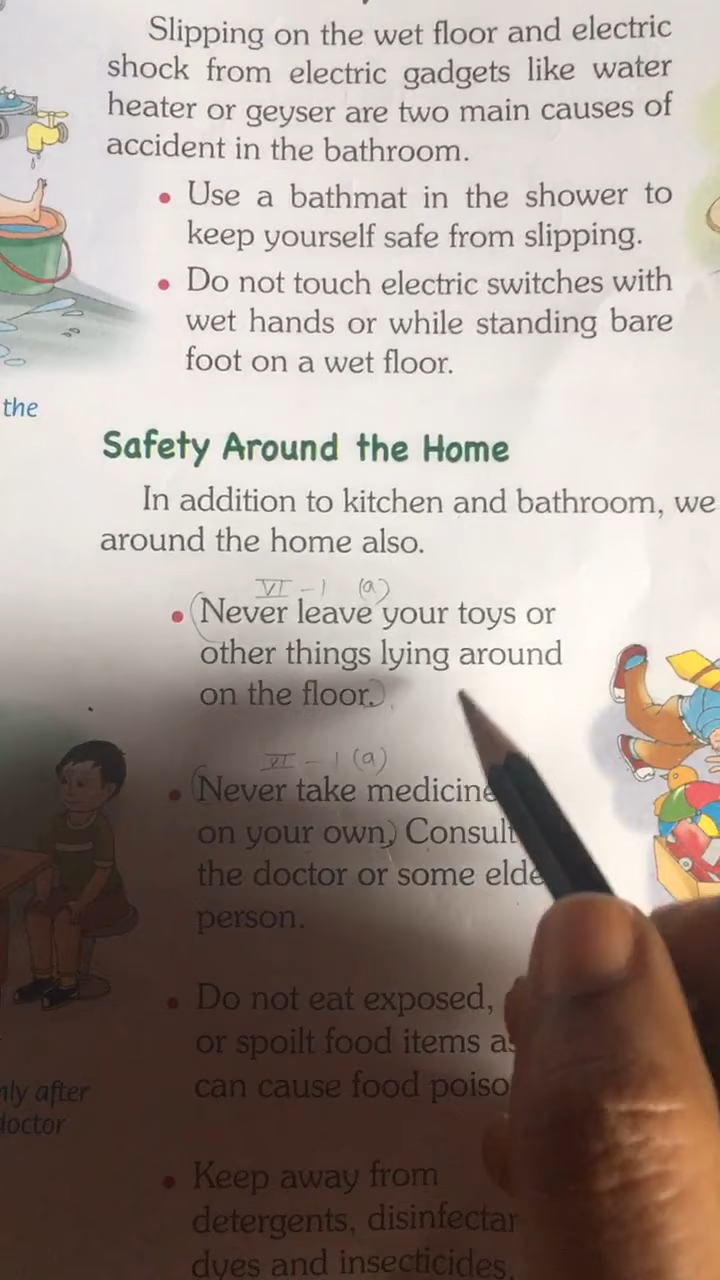 Slipping on the wet floor and electric
shock from electric gadgets like water
heater or geyser are two main causes of
accident in the bathroom.
• Use a bathmat in the shower to
keep yourself safe from slipping.
• Do not touch electric switches with
wet hands or while standing bare
foot on a wet floor.
the
Safety Around the Home
In addition to kitchen and bathroom, we
around the home also.
VI - 1 (a)
• (Never leave your toys or
other things lying around
on the floor.)
VI - 1 (a)
• (Never take medicine
on your own.) Consult
the doctor or some elde
person.
• Do not eat exposed,
or spoilt food items as
can cause food poiso
nly after
doctor
• Keep away from
detergents, disinfectan
dyes and insecticides.